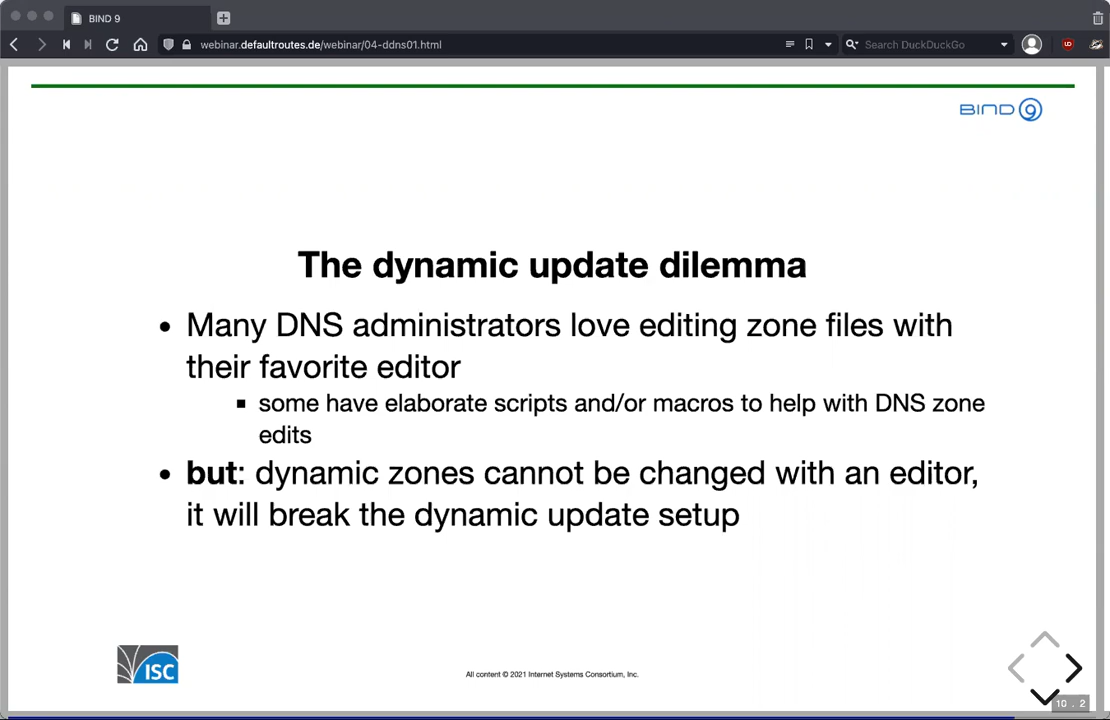 BIND 9
webinar.defaultroutes.de/webinar/04-ddns01.html
Search DuckDuckGo
BIND 9
The dynamic update dilemma
• Many DNS administrators love editing zone files with
their favorite editor
▪ some have elaborate scripts and/or macros to help with DNS zone
edits
• but: dynamic zones cannot be changed with an editor,
it will break the dynamic update setup
ISC
All content © 2021 Internet Systems Consortium, Inc.
10 . 2